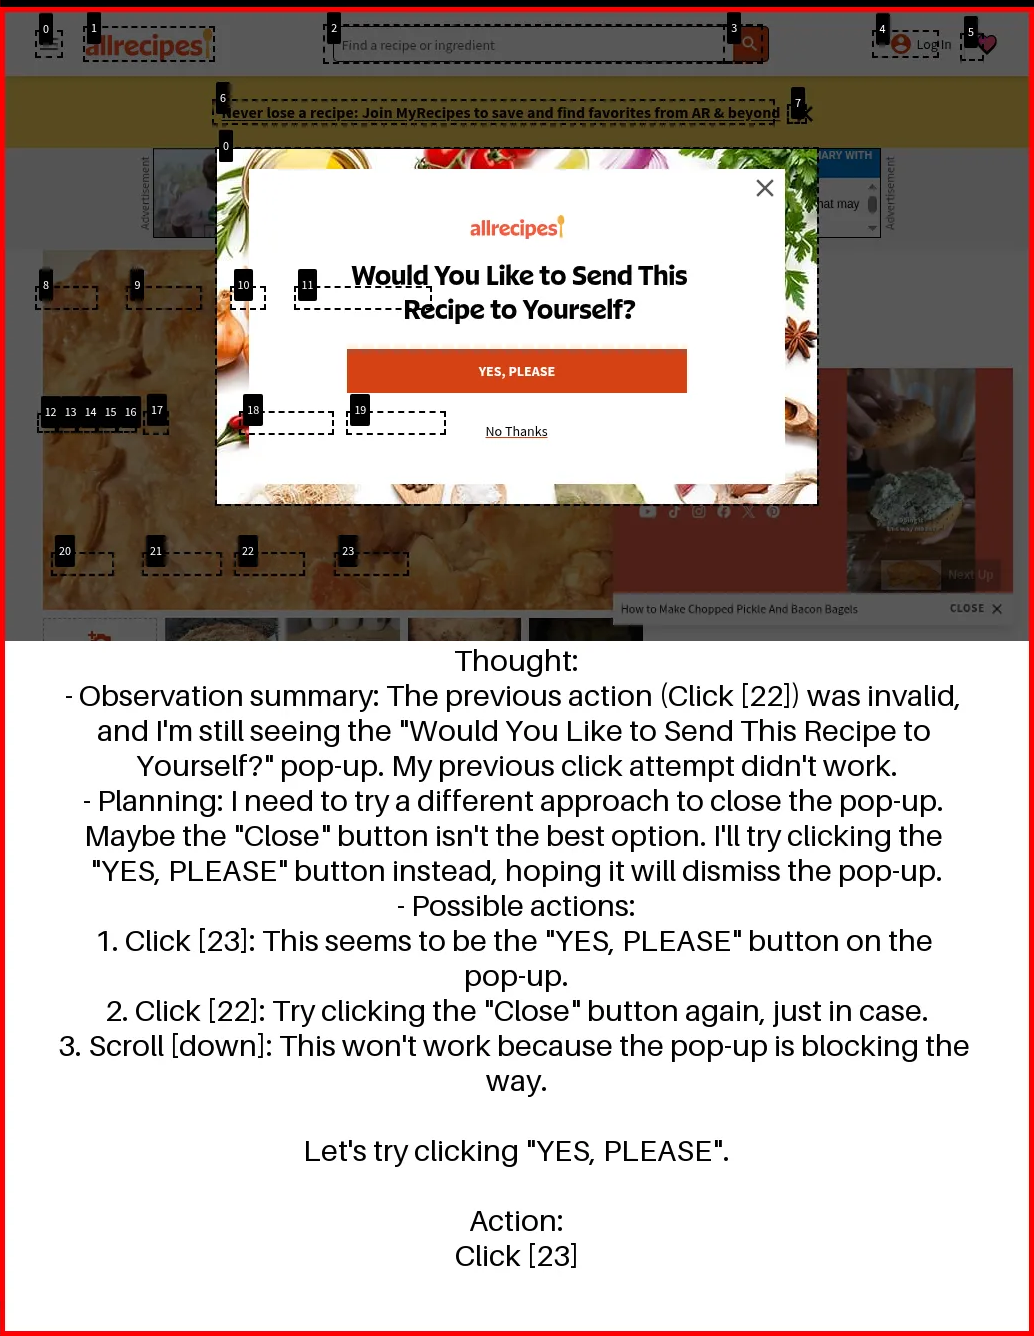 0
1
2
3
4
5
allrecipes
Find a recipe or ingredient
Log In
6
7
Never lose a recipe: Join MyRecipes to save and find favorites from AR & beyond
0
Advertisement
MARY WITH
hat may
Advertisement
allrecipes
8
9
10
11
Would You Like to Send This
Recipe to Yourself?
YES, PLEASE
12
13
14
15
16
17
18
19
No Thanks
20
21
22
23
Next Up
How to Make Chopped Pickle And Bacon Bagels
CLOSE
Thought:
- Observation summary: The previous action (Click [22]) was invalid,
and I'm still seeing the "Would You Like to Send This Recipe to
Yourself?" pop-up. My previous click attempt didn't work.
- Planning: I need to try a different approach to close the pop-up.
Maybe the "Close" button isn't the best option. I'll try clicking the
"YES, PLEASE" button instead, hoping it will dismiss the pop-up.
- Possible actions:
1. Click [23]: This seems to be the "YES, PLEASE" button on the
pop-up.
2. Click [22]: Try clicking the "Close" button again, just in case.
3. Scroll [down]: This won't work because the pop-up is blocking the
way.
Let's try clicking "YES, PLEASE".
Action:
Click [23]